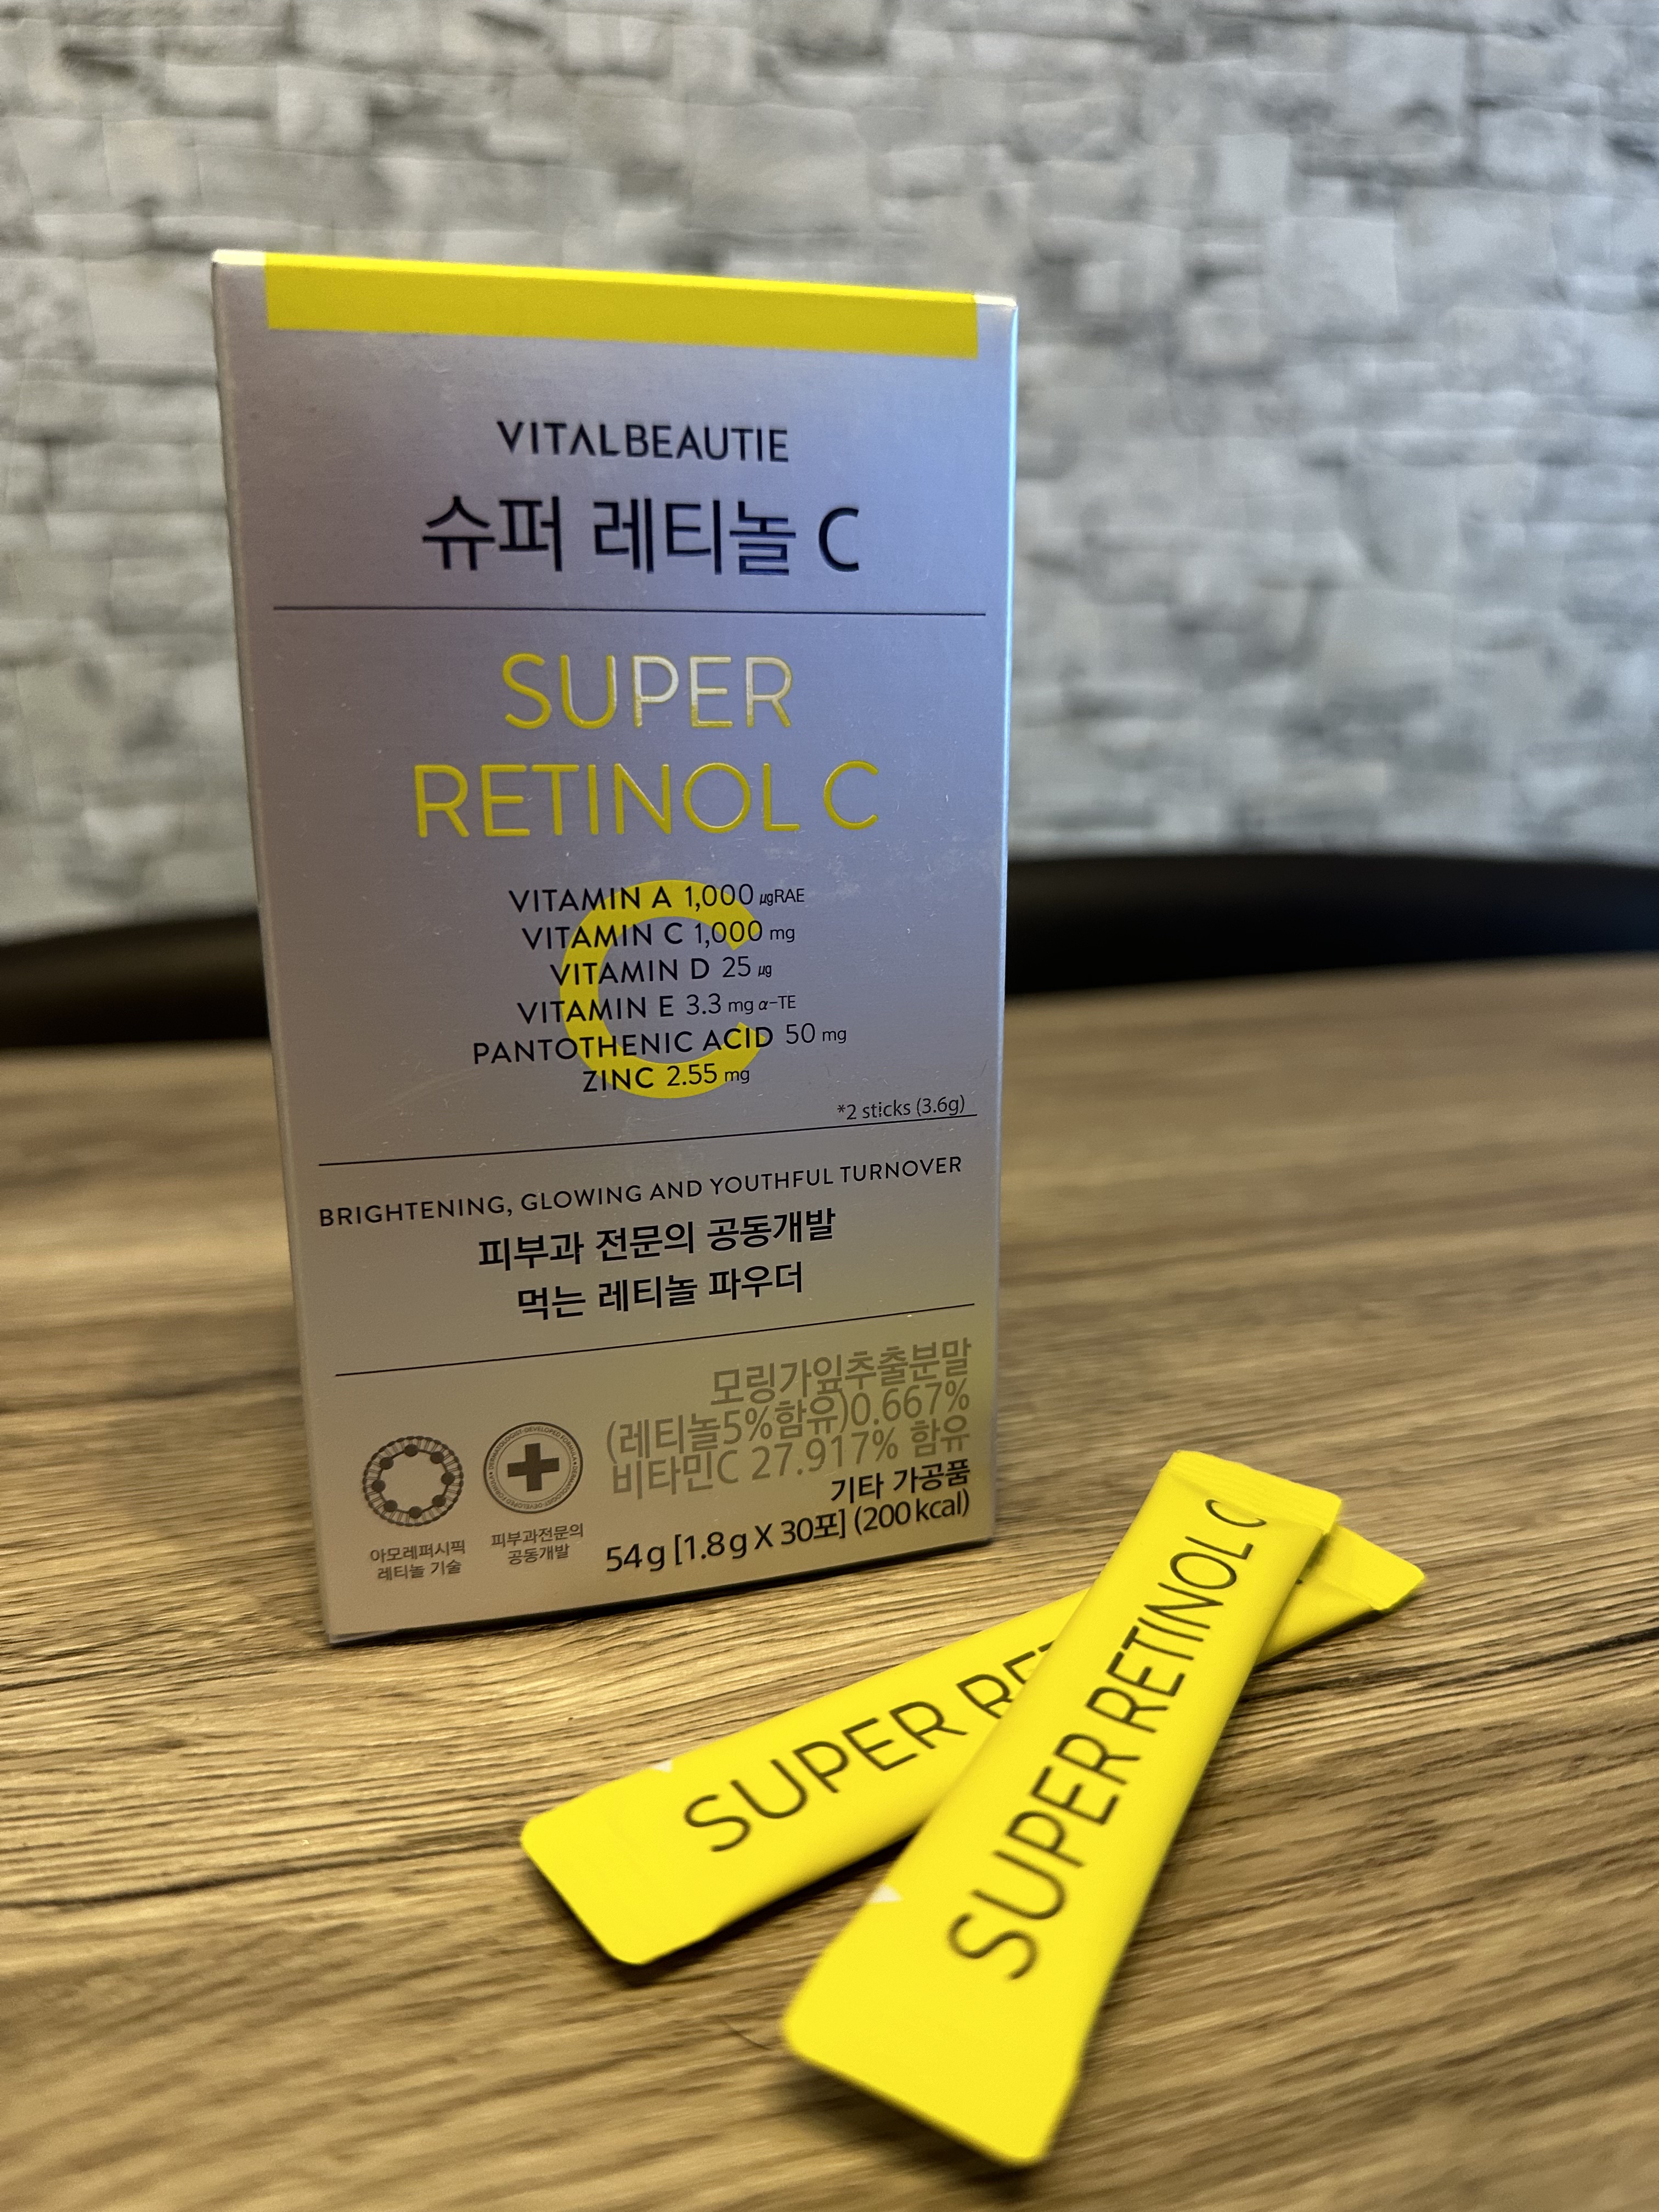 VITALBEAUTIE
슈퍼 레티놀 C
SUPER
RETINOL C
VITAMIN A 1,000 μgRAE
VITAMIN C 1,000 mg
VITAMIN D 25 μg
VITAMIN E 3.3 mg α-TE
PANTOTHENIC ACID 50 mg
ZINC 2.55 mg
C
*2 sticks (3.6g)
BRIGHTENING, GLOWING AND YOUTHFUL TURNOVER
피부과 전문의 공동개발
먹는 레티놀 파우더
모링가잎추출분말
(레티놀5%함유)0.667%
비타민C 27.917% 함유
기타 가공품
54g [1.8g X 30포] (200 kcal)
아모레퍼시픽
레티놀 기술
피부과전문의
공동개발
SUPER
SUPER RETINOL C